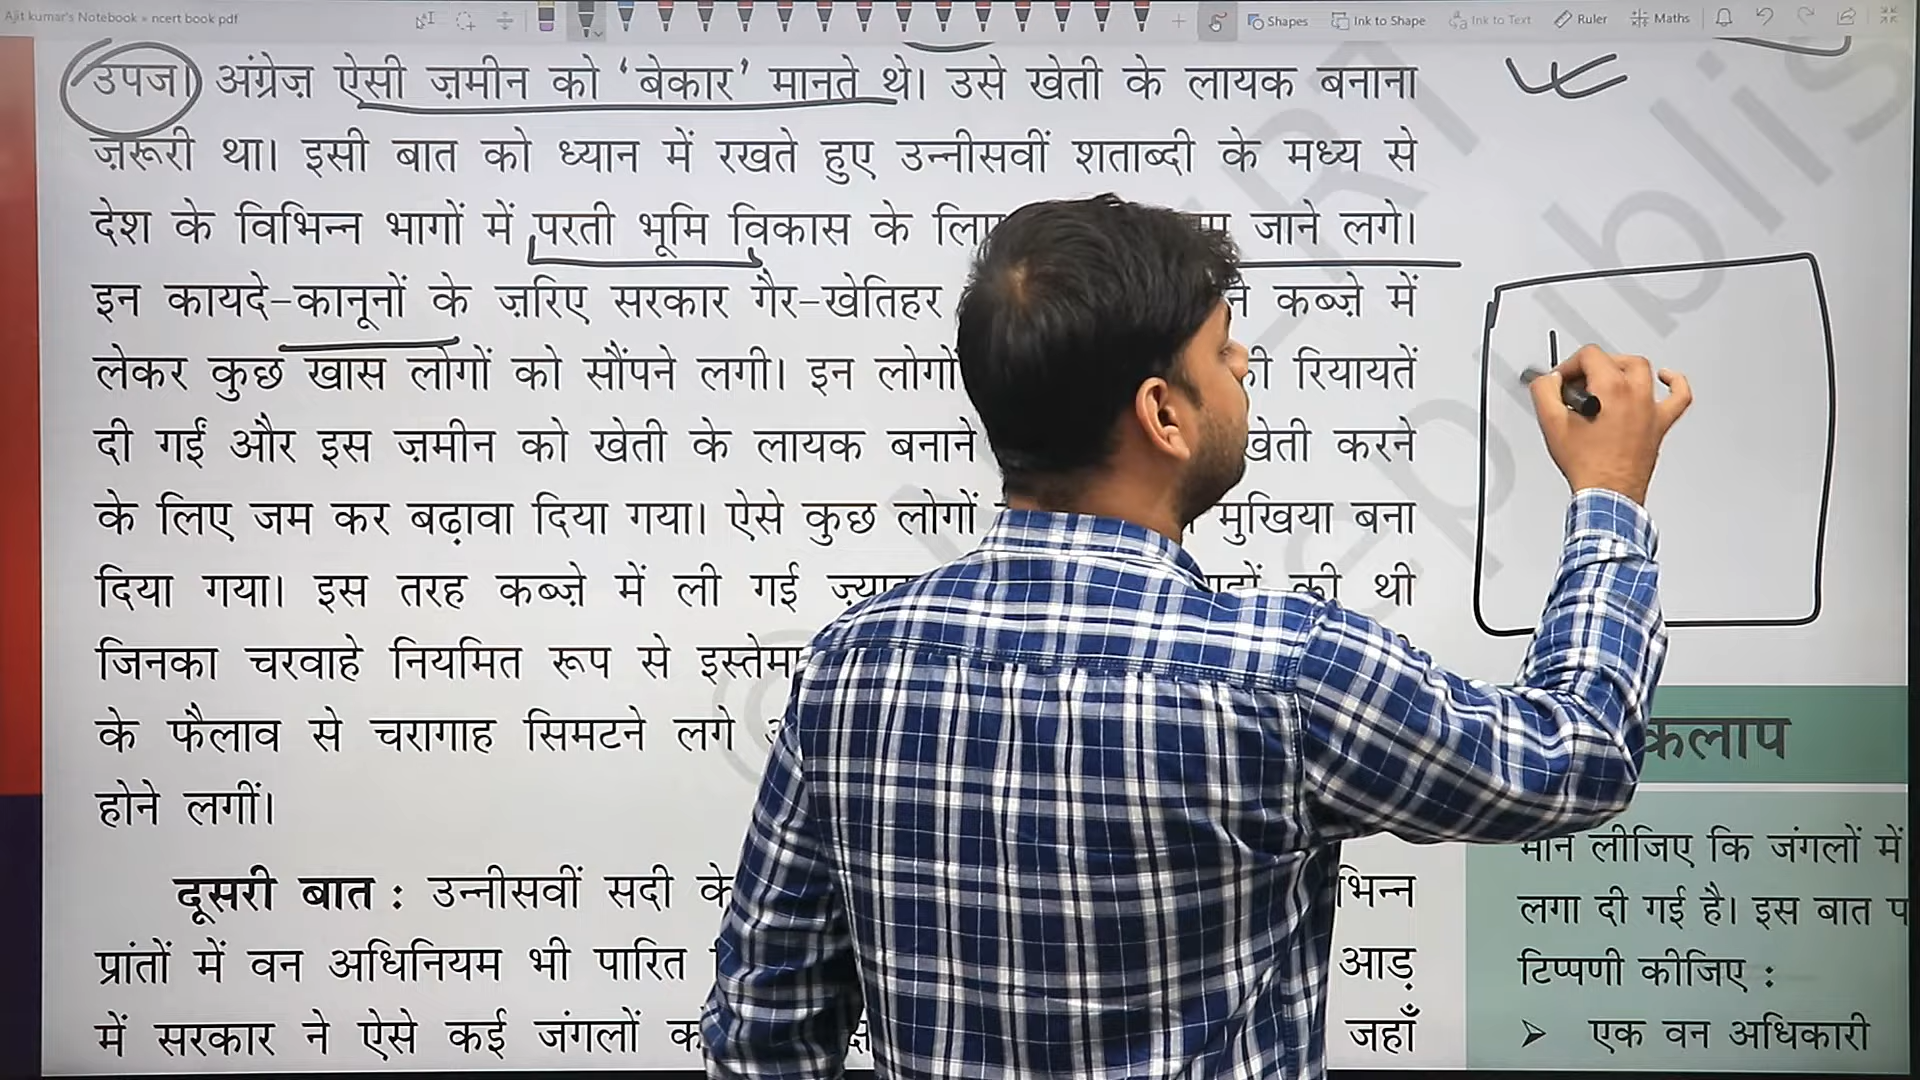 Ajit kumar's Notebook » ncert book pdf
Shapes Ink to Shape Ink to Text Ruler Maths
उपज। अंग्रेज़ ऐसी ज़मीन को ‘बेकार’ मानते थे। उसे खेती के लायक बनाना
ज़रूरी था। इसी बात को ध्यान में रखते हुए उन्नीसवीं शताब्दी के मध्य से
देश के विभिन्न भागों में परती भूमि विकास के जाने लगे।
इन कायदे-कानूनों के ज़रिए सरकार गैर-खेतिहर कब्ज़े में
लेकर कुछ खास लोगों को सौंपने लगी। इन रियायतें
दी गईं और इस ज़मीन को खेती के लायक बनाने खेती करने
के लिए जम कर बढ़ावा दिया गया। ऐसे कुछ लोगों मुखिया बना
दिया गया। इस तरह कब्ज़े में ली गई की थी
जिनका चरवाहे नियमित रूप से
के फैलाव से चरागाह सिमटने लगे
होने लगीं।
दूसरी बात : उन्नीसवीं सदी के
प्रांतों में वन अधिनियम भी पारित आड़
में सरकार ने ऐसे कई जंगलों जहाँ
कलाप
मान लीजिए कि जंगलों में
लगा दी गई है। इस बात
टिप्पणी कीजिए :
➤ एक वन अधिकारी